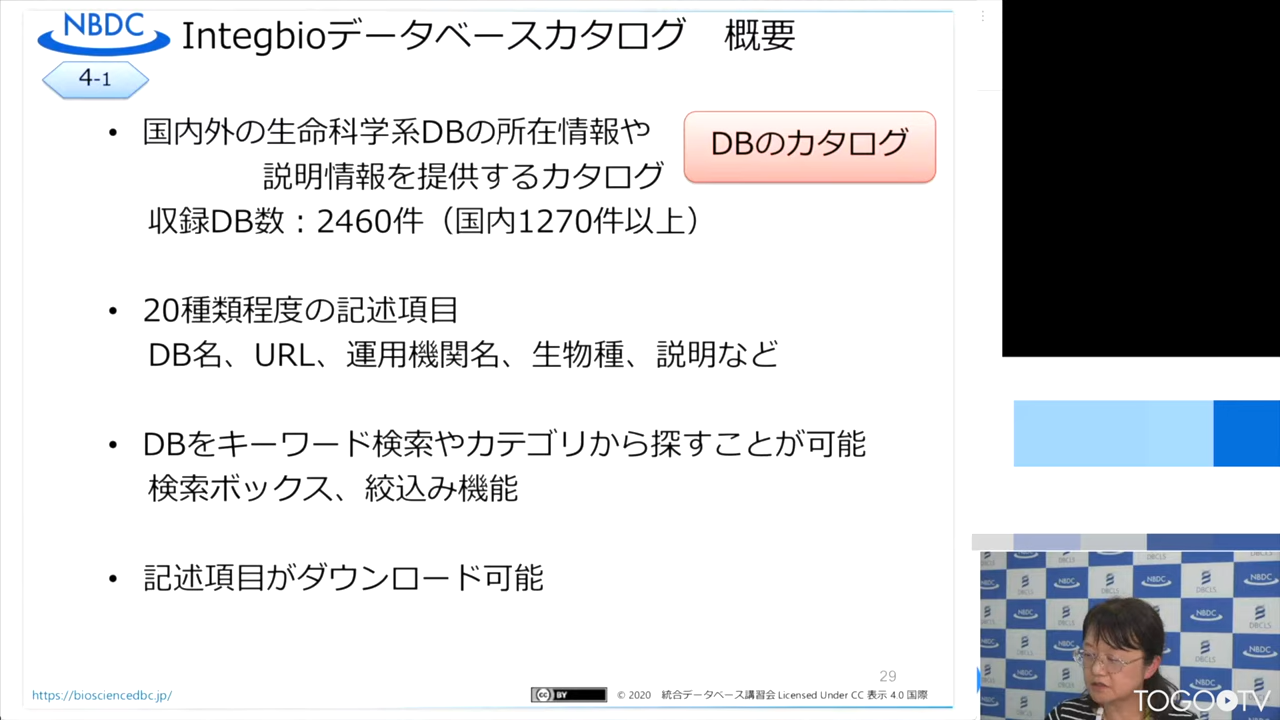 NBDC
Integbioデータベースカタログ　概要
4-1
• 国内外の生命科学系DBの所在情報や
説明情報を提供するカタログ
DBのカタログ
収録DB数：2460件（国内1270件以上）
• 20種類程度の記述項目
DB名、URL、運用機関名、生物種、説明など
• DBをキーワード検索やカテゴリから探すことが可能
検索ボックス、絞込み機能
• 記述項目がダウンロード可能
29
https://biosciencedbc.jp/
cc BY
© 2020　統合データベース講習会 Licensed Under CC 表示 4.0 国際
NBDC
DBCLS
TOGO TV